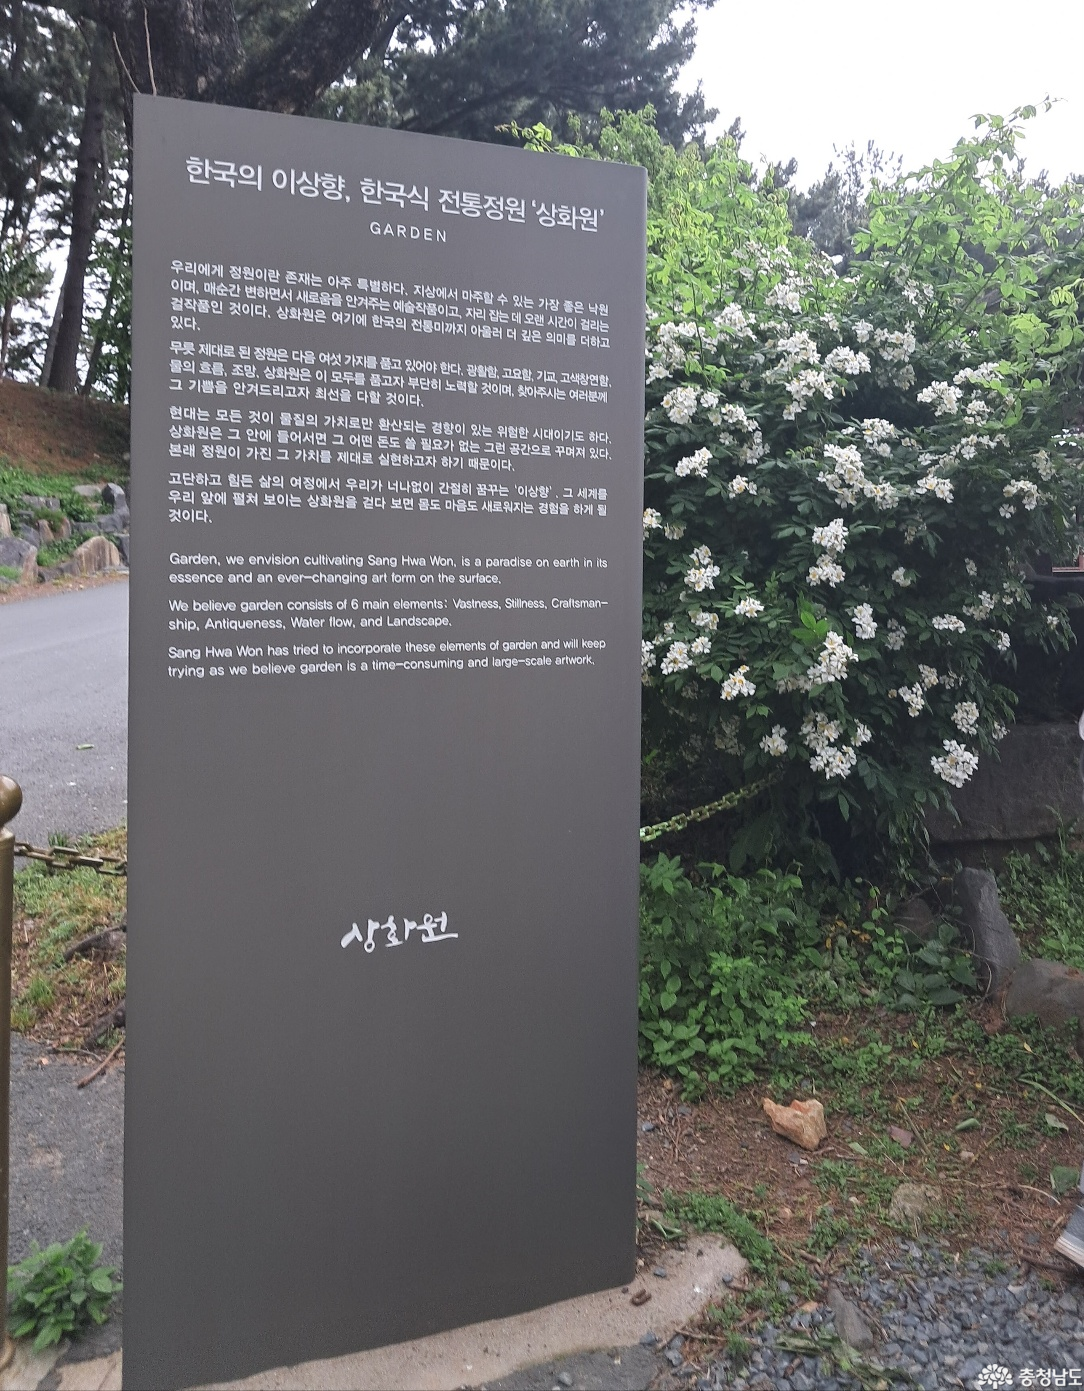 한국의 이상향, 한국식 전통정원 '상화원'
GARDEN
우리에게 정원이란 존재는 아주 특별하다. 지상에서 마주할 수 있는 가장 좋은 낙원
이며, 매순간 변하면서 새로움을 안겨주는 예술작품이고, 자리 잡는 데 오랜 시간이 걸리는
걸작품인 것이다. 상화원은 여기에 한국의 전통미까지 아울러 더 깊은 의미를 더하고
있다.
무릇 제대로 된 정원은 다음 여섯 가지를 품고 있어야 한다. 광활함, 고요함, 기교, 고색창연함,
물의 흐름, 조망. 상화원은 이 모두를 품고자 부단히 노력할 것이며, 찾아주시는 여러분께
그 기쁨을 안겨드리고자 최선을 다할 것이다.
현대는 모든 것이 물질의 가치로만 환산되는 경향이 있는 위험한 시대이기도 하다.
상화원은 그 안에 들어서면 그 어떤 돈도 쓸 필요가 없는 그런 공간으로 꾸며져 있다.
본래 정원이 가진 그 가치를 제대로 실현하고자 하기 때문이다.
고단하고 힘든 삶의 여정에서 우리가 너나없이 간절히 꿈꾸는 '이상향'. 그 세계를
우리 앞에 펼쳐 보이는 상화원을 걷다 보면 몸도 마음도 새로워지는 경험을 하게 될
것이다.
Garden, we envision cultivating Sang Hwa Won, is a paradise on earth in its
essence and an ever-changing art form on the surface.
We believe garden consists of 6 main elements: Vastness, Stillness, Craftsman-
ship, Antiqueness, Water flow, and Landscape.
Sang Hwa Won has tried to incorporate these elements of garden and will keep
trying as we believe garden is a time-consuming and large-scale artwork.
상화원
충청남도